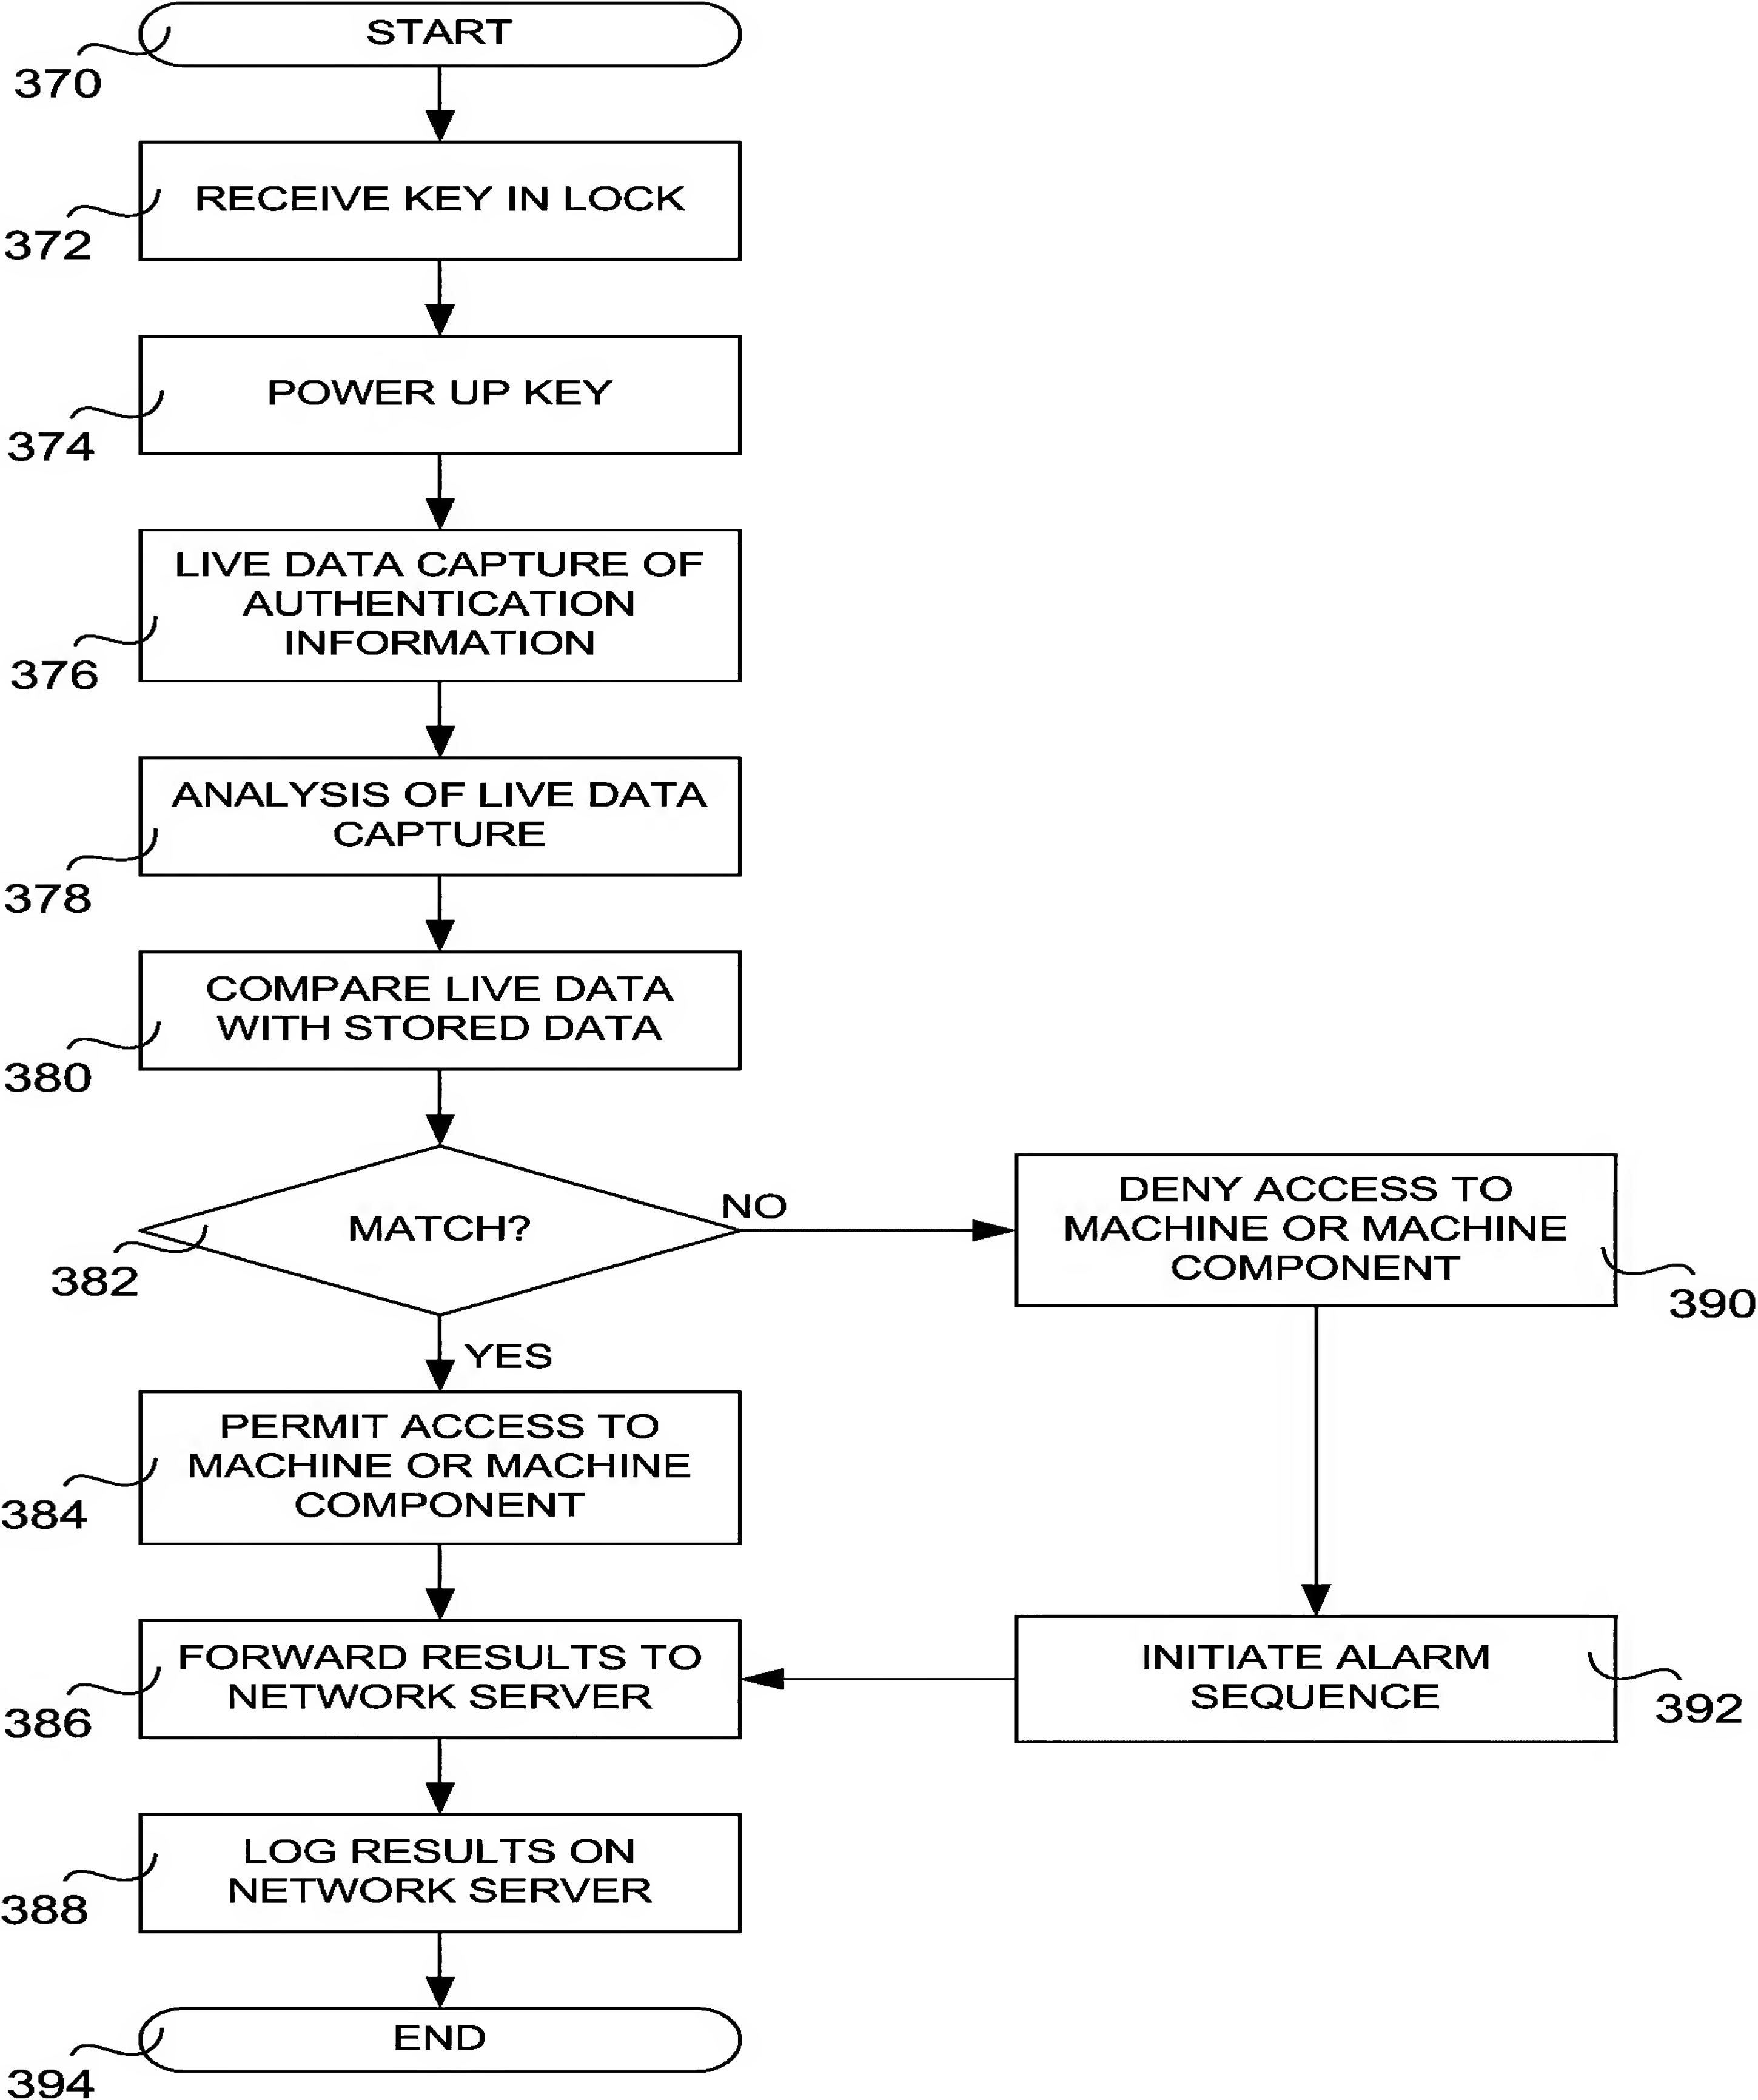 START
370
RECEIVE KEY IN LOCK
372
POWER UP KEY
374
LIVE DATA CAPTURE OF
AUTHENTICATION
INFORMATION
376
ANALYSIS OF LIVE DATA
CAPTURE
378
COMPARE LIVE DATA
WITH STORED DATA
380
MATCH?
382
NO
DENY ACCESS TO
MACHINE OR MACHINE
COMPONENT
390
YES
PERMIT ACCESS TO
MACHINE OR MACHINE
COMPONENT
384
FORWARD RESULTS TO
NETWORK SERVER
386
INITIATE ALARM
SEQUENCE
392
LOG RESULTS ON
NETWORK SERVER
388
END
394